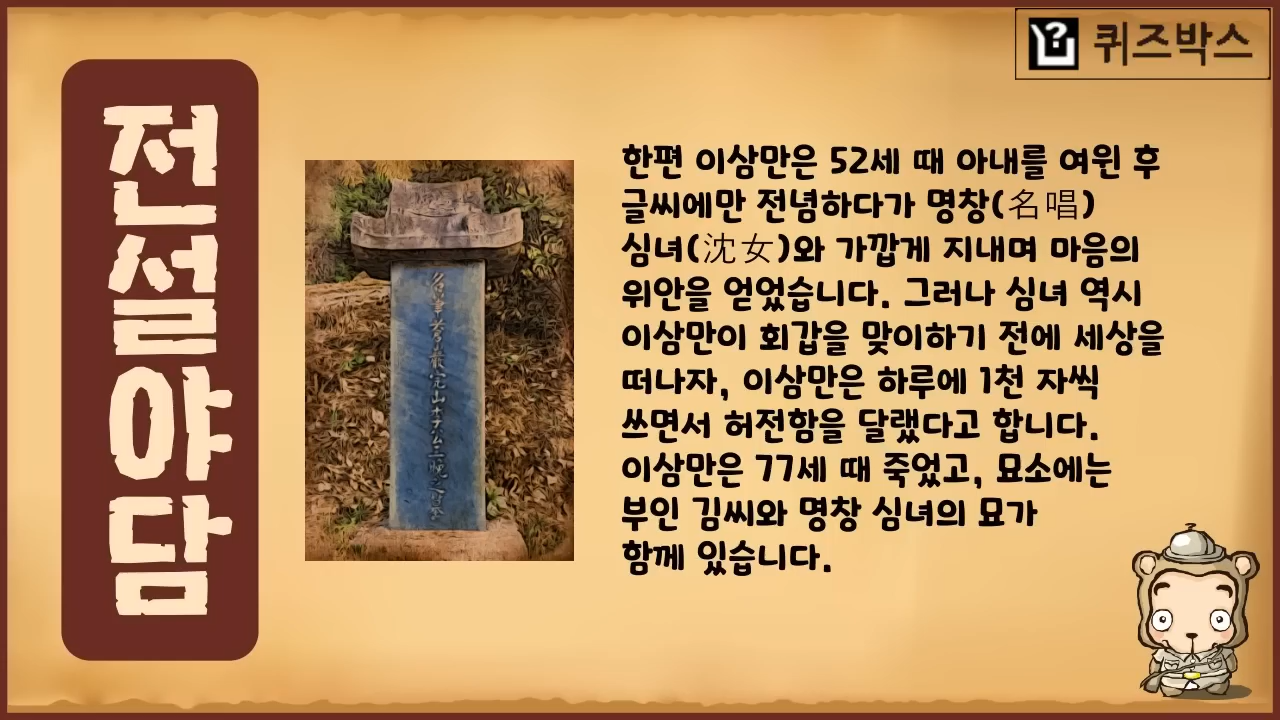 퀴즈박스
전설야담
한편 이삼만은 52세 때 아내를 여윈 후
글씨에만 전념하다가 명창(名唱)
심녀(沈女)와 가깝게 지내며 마음의
위안을 얻었습니다. 그러나 심녀 역시
이삼만이 회갑을 맞이하기 전에 세상을
떠나자, 이삼만은 하루에 1천 자씩
쓰면서 허전함을 달랬다고 합니다.
이삼만은 77세 때 죽었고, 묘소에는
부인 김씨와 명창 심녀의 묘가
함께 있습니다.